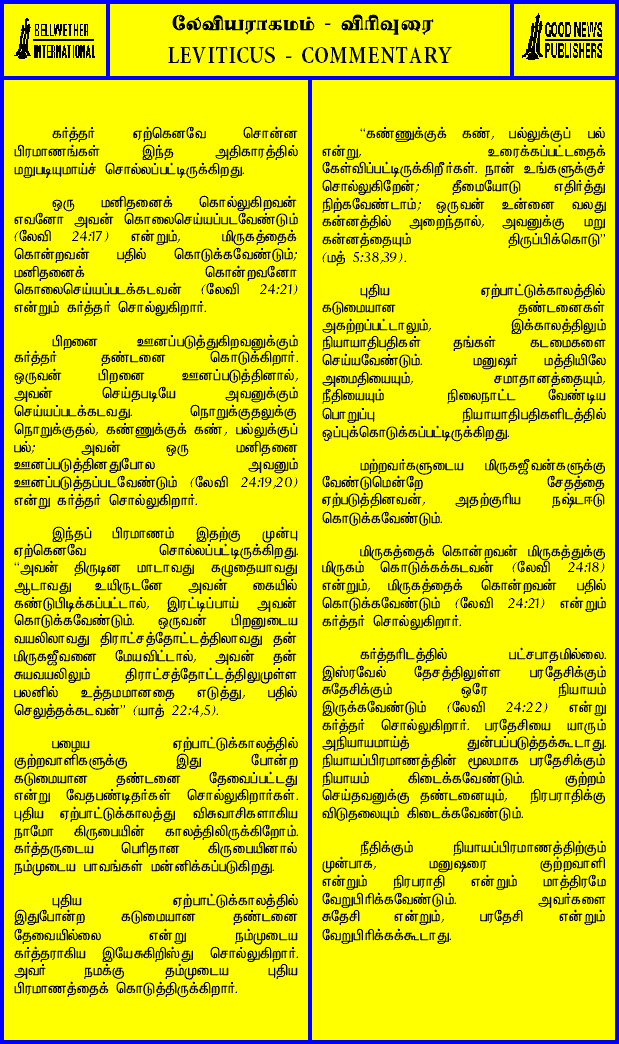 BELLWETHER
INTERNATIONAL
லேவியராகமம் - விரிவுரை
LEVITICUS - COMMENTARY
GOOD NEWS
PUBLISHERS
கர்த்தர் ஏற்கெனவே சொன்ன
பிரமாணங்கள் இந்த அதிகாரத்தில்
மறுபடியுமாய்ச் சொல்லப்பட்டிருக்கிறது.
ஒரு மனிதனைக் கொல்லுகிறவன்
எவனோ அவன் கொலைசெய்யப்படவேண்டும்
(லேவி 24:17) என்றும், மிருகத்தைக்
கொன்றவன் பதில் கொடுக்கவேண்டும்;
மனிதனைக் கொன்றவனோ
கொலைசெய்யப்படக்கடவன் (லேவி 24:21)
என்றும் கர்த்தர் சொல்லுகிறார்.
பிறனை ஊனப்படுத்துகிறவனுக்கும்
கர்த்தர் தண்டனை கொடுக்கிறார்.
ஒருவன் பிறனை ஊனப்படுத்தினால்,
அவன் செய்தபடியே அவனுக்கும்
செய்யப்படக்கடவது. நொறுக்குதலுக்கு
நொறுக்குதல், கண்ணுக்குக் கண், பல்லுக்குப்
பல்; அவன் ஒரு மனிதனை
ஊனப்படுத்தினதுபோல அவனும்
ஊனப்படுத்தப்படவேண்டும் (லேவி 24:19,20)
என்று கர்த்தர் சொல்லுகிறார்.
இந்தப் பிரமாணம் இதற்கு முன்பு
ஏற்கெனவே சொல்லப்பட்டிருக்கிறது.
“அவன் திருடின மாடாவது கழுதையாவது
ஆடாவது உயிருடனே அவன் கையில்
கண்டுபிடிக்கப்பட்டால், இரட்டிப்பாய் அவன்
கொடுக்கவேண்டும். ஒருவன் பிறனுடைய
வயலிலாவது திராட்சத்தோட்டத்திலாவது தன்
மிருகஜீவனை மேயவிட்டால், அவன் தன்
சுயவயலிலும் திராட்சத்தோட்டத்திலுமுள்ள
பலனில் உத்தமமானதை எடுத்து, பதில்
செலுத்தக்கடவன்” (யாத் 22:4,5).
பழைய ஏற்பாட்டுக்காலத்தில்
குற்றவாளிகளுக்கு இது போன்ற
கடுமையான தண்டனை தேவைப்பட்டது
என்று வேதபண்டிதர்கள் சொல்லுகிறார்கள்.
புதிய ஏற்பாட்டுக்காலத்து விசுவாசிகளாகிய
நாமோ கிருபையின் காலத்திலிருக்கிறோம்.
கர்த்தருடைய பெரிதான கிருபையினால்
நம்முடைய பாவங்கள் மன்னிக்கப்படுகிறது.
புதிய ஏற்பாட்டுக்காலத்தில்
இதுபோன்ற கடுமையான தண்டனை
தேவையில்லை என்று நம்முடைய
கர்த்தராகிய இயேசுகிறிஸ்து சொல்லுகிறார்.
அவர் நமக்கு தம்முடைய புதிய
பிரமாணத்தைக் கொடுத்திருக்கிறார்.
“கண்ணுக்குக் கண், பல்லுக்குப் பல்
என்று, உரைக்கப்பட்டதைக்
கேள்விப்பட்டிருக்கிறீர்கள். நான் உங்களுக்குச்
சொல்லுகிறேன்; தீமையோடு எதிர்த்து
நிற்கவேண்டாம்; ஒருவன் உன்னை வலது
கன்னத்தில் அறைந்தால், அவனுக்கு மறு
கன்னத்தையும் திருப்பிக்கொடு”
(மத் 5:38,39).
புதிய ஏற்பாட்டுக்காலத்தில்
கடுமையான தண்டனைகள்
அகற்றப்பட்டாலும், இக்காலத்திலும்
நியாயாதிபதிகள் தங்கள் கடமைகளை
செய்யவேண்டும். மனுஷர் மத்தியிலே
அமைதியையும், சமாதானத்தையும்,
நீதியையும் நிலைநாட்ட வேண்டிய
பொறுப்பு நியாயாதிபதிகளிடத்தில்
ஒப்புக்கொடுக்கப்பட்டிருக்கிறது.
மற்றவர்களுடைய மிருகஜீவன்களுக்கு
வேண்டுமென்றே சேதத்தை
ஏற்படுத்தினவன், அதற்குரிய நஷ்டஈடு
கொடுக்கவேண்டும்.
மிருகத்தைக் கொன்றவன் மிருகத்துக்கு
மிருகம் கொடுக்கக்கடவன் (லேவி 24:18)
என்றும், மிருகத்தைக் கொன்றவன் பதில்
கொடுக்கவேண்டும் (லேவி 24:21) என்றும்
கர்த்தர் சொல்லுகிறார்.
கர்த்தரிடத்தில் பட்சபாதமில்லை.
இஸ்ரவேல் தேசத்திலுள்ள பரதேசிக்கும்
சுதேசிக்கும் ஒரே நியாயம்
இருக்கவேண்டும் (லேவி 24:22) என்று
கர்த்தர் சொல்லுகிறார். பரதேசியை யாரும்
அநியாயமாய்த் துன்பப்படுத்தக்கூடாது.
நியாயப்பிரமாணத்தின் மூலமாக பரதேசிக்கும்
நியாயம் கிடைக்கவேண்டும். குற்றம்
செய்தவனுக்கு தண்டனையும், நிரபராதிக்கு
விடுதலையும் கிடைக்கவேண்டும்.
நீதிக்கும் நியாயப்பிரமாணத்திற்கும்
முன்பாக, மனுஷரை குற்றவாளி
என்றும் நிரபராதி என்றும் மாத்திரமே
வேறுபிரிக்கவேண்டும். அவர்களை
சுதேசி என்றும், பரதேசி என்றும்
வேறுபிரிக்கக்கூடாது.